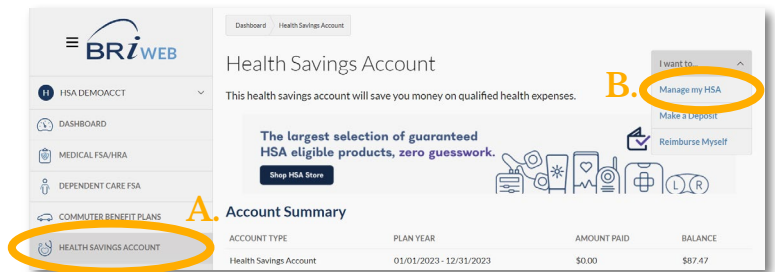 BRiWEB
H HSA DEMOACCT
DASHBOARD
MEDICAL FSA/HRA
DEPENDENT CARE FSA
COMMUTER BENEFIT PLANS
A.
HEALTH SAVINGS ACCOUNT
Dashboard Health Savings Account
Health Savings Account
This health savings account will save you money on qualified health expenses.
I want to...
B.
Manage my HSA
Make a Deposit
Reimburse Myself
The largest selection of guaranteed
HSA eligible products, zero guesswork.
Shop HSA Store
L R
Account Summary
ACCOUNT TYPE PLAN YEAR AMOUNT PAID BALANCE
Health Savings Account 01/01/2023 - 12/31/2023 $0.00 $87.47